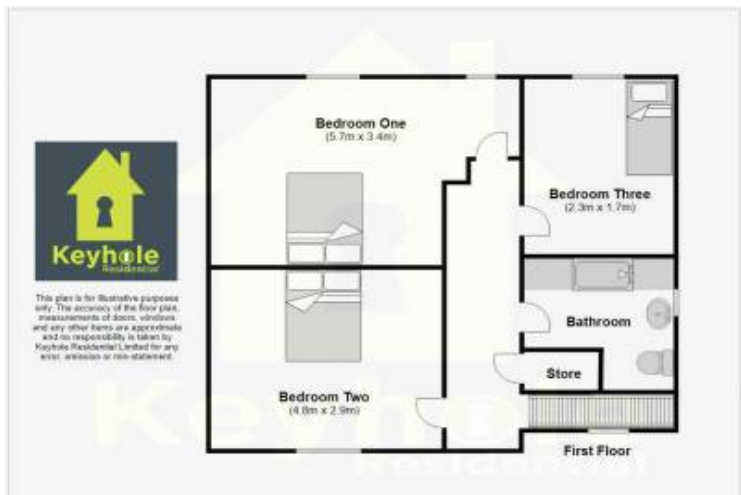 Bedroom One
(5.7m x 3.4m)
Bedroom Three
(2.3m x 1.7m)
Keyhole
Residential
This plan is for illustrative purposes
only. The accuracy of the floor plan,
measurements of doors, windows
and any other items are approximate
and no responsibility is taken by
Keyhole Residential Limited for any
error, omission or mis-statement.
Bathroom
Store
Bedroom Two
(4.8m x 2.9m)
First Floor
Keyhole
Residential